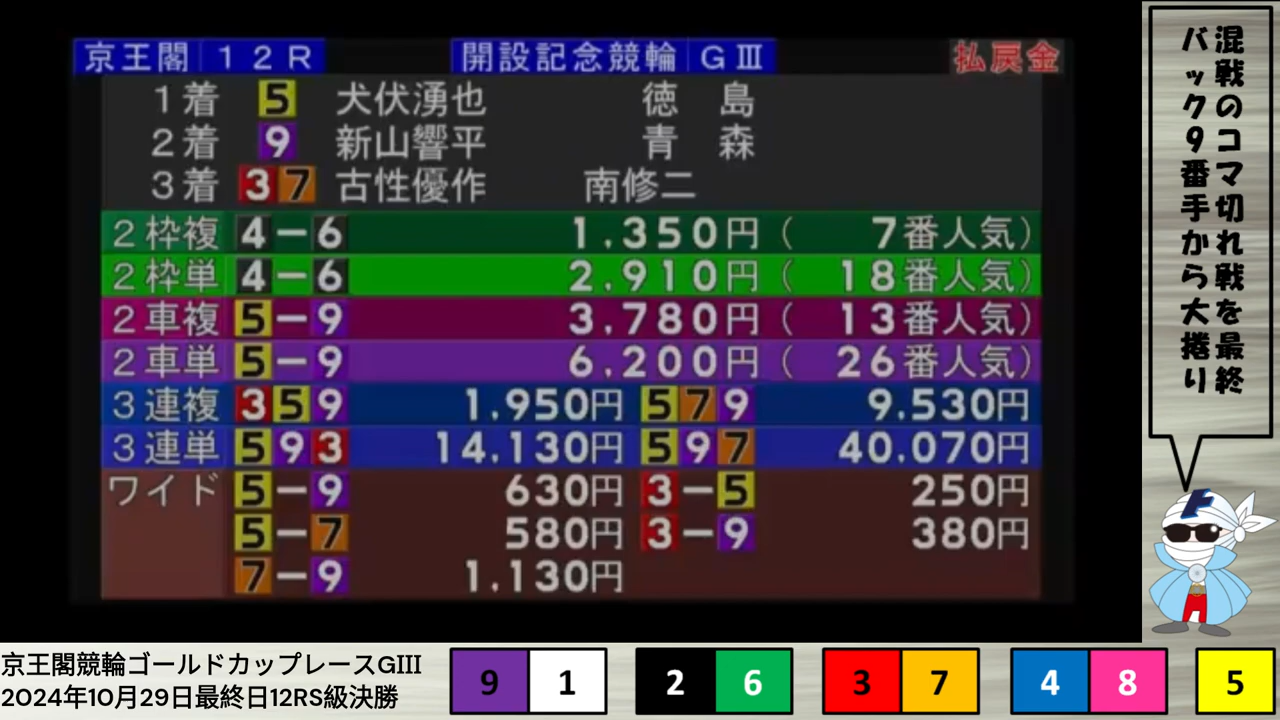 京王閣 12R 開設記念競輪 GⅢ 払戻金
1着 5 犬伏湧也 徳島
2着 9 新山響平 青森
3着 3 7 古性優作 南修二
2枠複 4-6 1,350円( 7番人気)
2枠単 4-6 2,910円( 18番人気)
2車複 5-9 3,780円( 13番人気)
2車単 5-9 6,200円( 26番人気)
3連複 3 5 9 1,950円 5 7 9 9,530円
3連単 5 9 3 14,130円 5 9 7 40,070円
ワイド 5-9 630円 3-5 250円
5-7 580円 3-9 380円
7-9 1,130円
混戦のコマ切れ戦を最終
バック9番手から大捲り
F
京王閣競輪ゴールドカップレースGIII
2024年10月29日最終日12RS級決勝
9 1 2 6 3 7 4 8 5